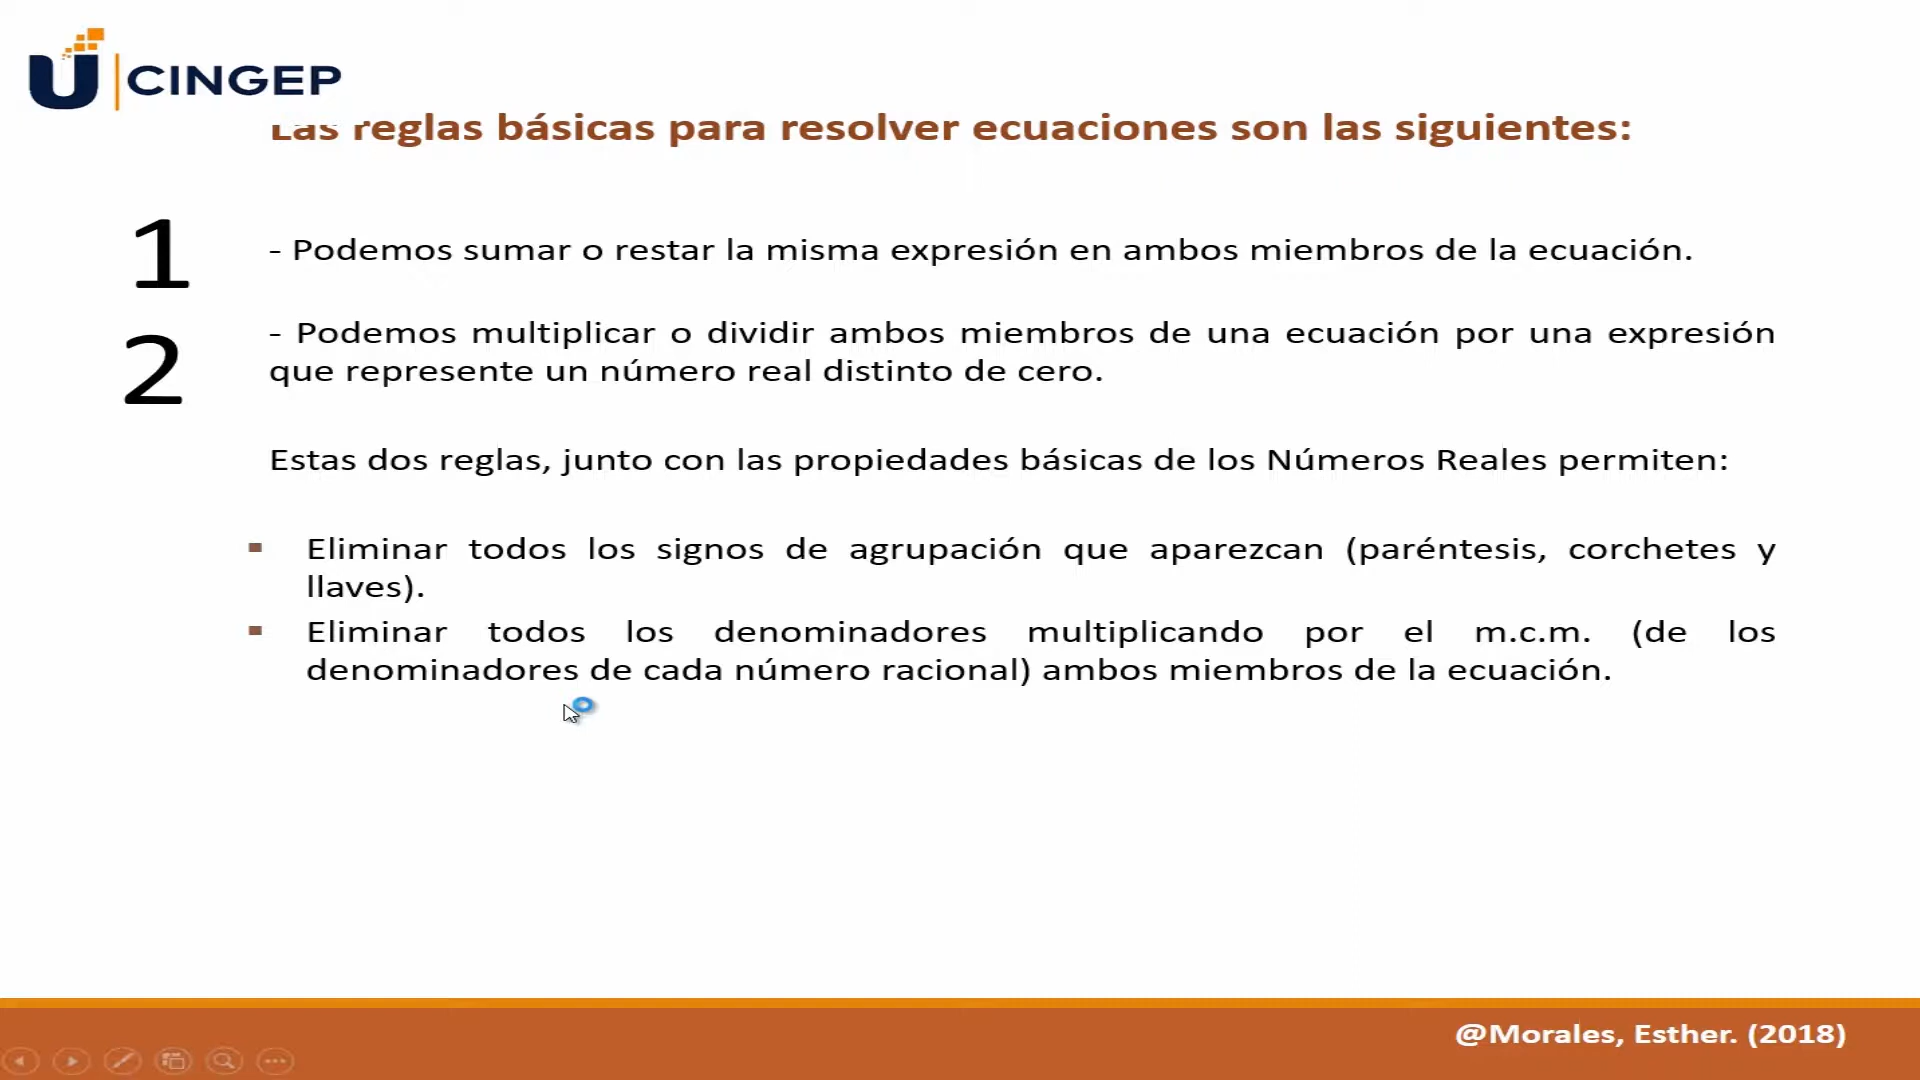 U CINGEP
Las reglas básicas para resolver ecuaciones son las siguientes:
1
- Podemos sumar o restar la misma expresión en ambos miembros de la ecuación.
2
- Podemos multiplicar o dividir ambos miembros de una ecuación por una expresión
que represente un número real distinto de cero.
Estas dos reglas, junto con las propiedades básicas de los Números Reales permiten:
▪ Eliminar todos los signos de agrupación que aparezcan (paréntesis, corchetes y
llaves).
▪ Eliminar todos los denominadores multiplicando por el m.c.m. (de los
denominadores de cada número racional) ambos miembros de la ecuación.
@Morales, Esther. (2018)